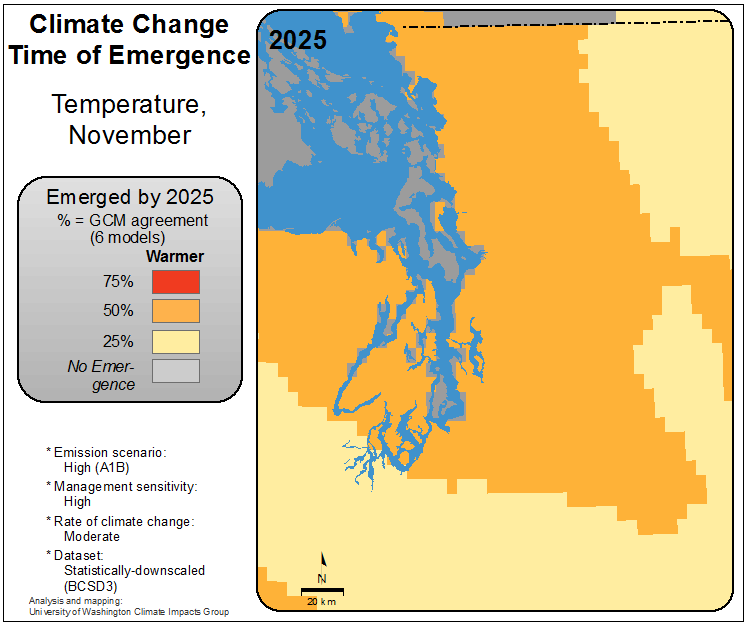 Climate Change
Time of Emergence
Temperature,
November
Emerged by 2025
% = GCM agreement
(6 models)
Warmer
75%
50%
25%
No Emer-
gence
* Emission scenario:
High (A1B)
* Management sensitivity:
High
* Rate of climate change:
Moderate
* Dataset:
Statistically-downscaled
(BCSD3)
Analysis and mapping:
University of Washington Climate Impacts Group
2025
N
20 km